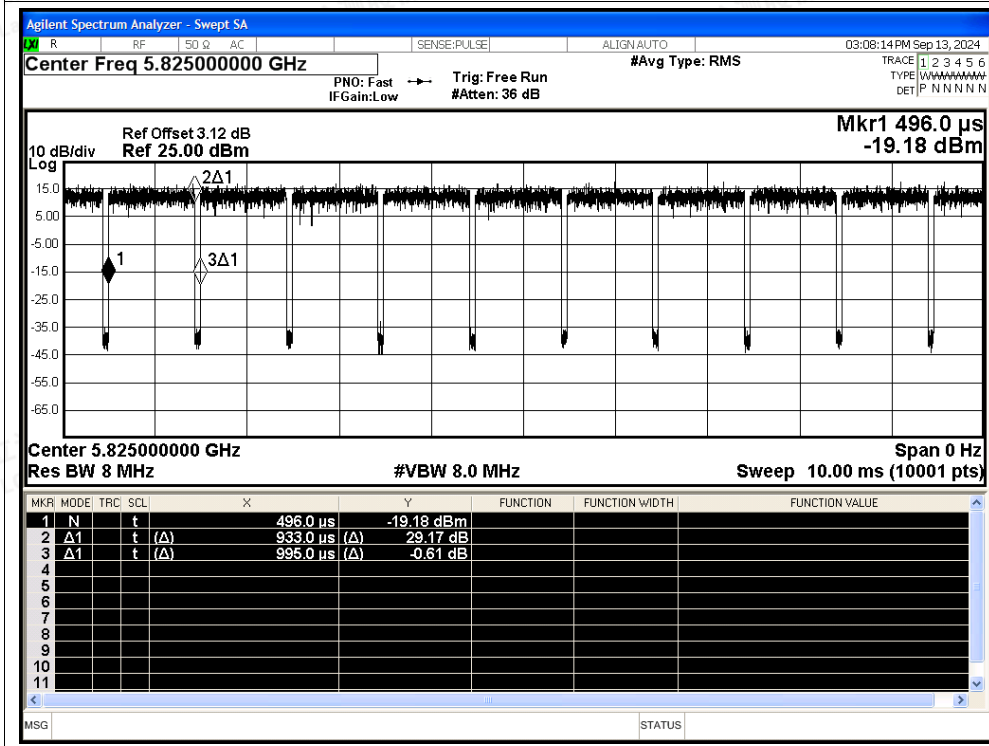 Agilent Spectrum Analyzer - Swept SA
LXI R RF 50 Ω AC SENSE:PULSE ALIGN AUTO 03:08:14 PM Sep 13, 2024
Center Freq 5.825000000 GHz #Avg Type: RMS TRACE 1 2 3 4 5 6
PNO: Fast Trig: Free Run TYPE
IFGain:Low #Atten: 36 dB DET P N N N N N
Mkr1 496.0 µs
Ref Offset 3.12 dB
10 dB/div Ref 25.00 dBm -19.18 dBm
Log
2Δ1
15.0
5.00
-5.00
1 3Δ1
-15.0
-25.0
-35.0
-45.0
-55.0
-65.0
Center 5.825000000 GHz Span 0 Hz
Res BW 8 MHz #VBW 8.0 MHz Sweep 10.00 ms (10001 pts)
MKR MODE TRC SCL X Y FUNCTION FUNCTION WIDTH FUNCTION VALUE
1 N t 496.0 µs -19.18 dBm
2 Δ1 t (Δ) 933.0 µs (Δ) 29.17 dB
3 Δ1 t (Δ) 995.0 µs (Δ) -0.61 dB
4
5
6
7
8
9
10
11
MSG STATUS